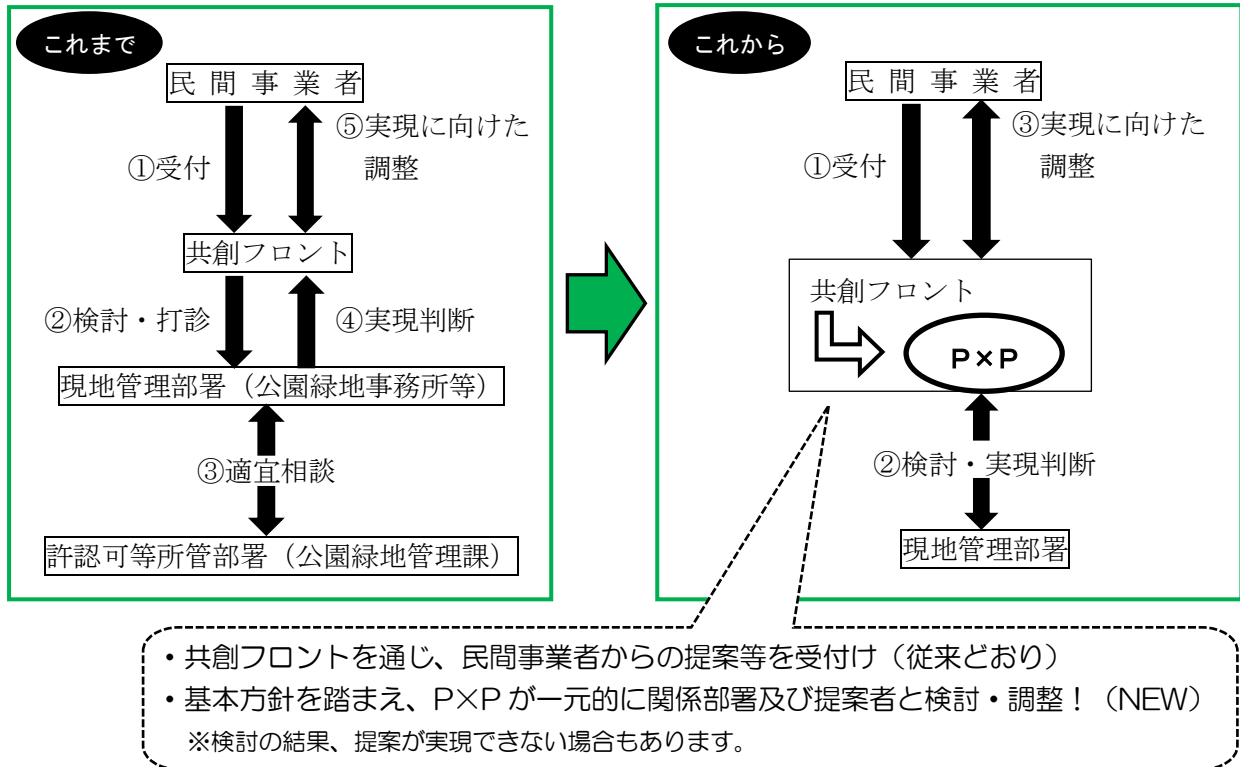 これまで
民間事業者
①受付
⑤実現に向けた
調整
共創フロント
②検討・打診
④実現判断
現地管理部署（公園緑地事務所等）
③適宜相談
許認可等所管部署（公園緑地管理課）
これから
民間事業者
①受付
③実現に向けた
調整
共創フロント
P×P
②検討・実現判断
現地管理部署
・共創フロントを通じ、民間事業者からの提案等を受付け（従来どおり）
・基本方針を踏まえ、P×Pが一元的に関係部署及び提案者と検討・調整！（NEW）
※検討の結果、提案が実現できない場合もあります。